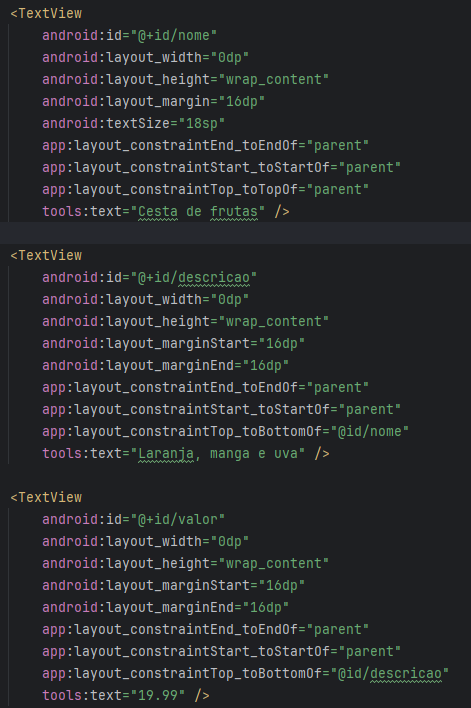 <TextView
    android:id="@+id/nome"
    android:layout_width="0dp"
    android:layout_height="wrap_content"
    android:layout_margin="16dp"
    android:textSize="18sp"
    app:layout_constraintEnd_toEndOf="parent"
    app:layout_constraintStart_toStartOf="parent"
    app:layout_constraintTop_toTopOf="parent"
    tools:text="Cesta de frutas" />

<TextView
    android:id="@+id/descricao"
    android:layout_width="0dp"
    android:layout_height="wrap_content"
    android:layout_marginStart="16dp"
    android:layout_marginEnd="16dp"
    app:layout_constraintEnd_toEndOf="parent"
    app:layout_constraintStart_toStartOf="parent"
    app:layout_constraintTop_toBottomOf="@id/nome"
    tools:text="Laranja, manga e uva" />

<TextView
    android:id="@+id/valor"
    android:layout_width="0dp"
    android:layout_height="wrap_content"
    android:layout_marginStart="16dp"
    android:layout_marginEnd="16dp"
    app:layout_constraintEnd_toEndOf="parent"
    app:layout_constraintStart_toStartOf="parent"
    app:layout_constraintTop_toBottomOf="@id/descricao"
    tools:text="19.99" />